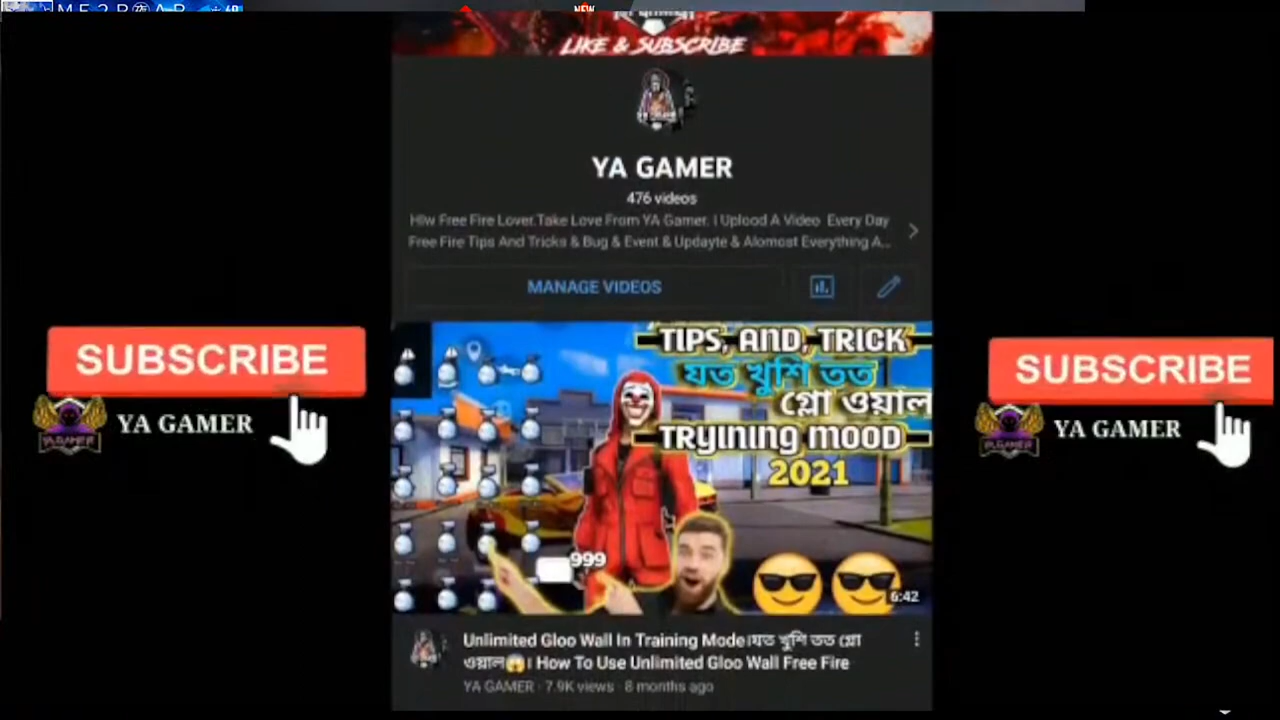 NEW
LIKE & SUBSCRIBE
YA GAMER
476 videos
Hlw Free Fire Lover.Take Love From YA Gamer. I Uplood A Video Every Day
Free Fire Tips And Tricks & Bug & Event & Updayte & Alomost Everything A...
MANAGE VIDEOS
TIPS, AND, TRICK
যত খুশি তত
গ্লো ওয়াল
TRYINING MOOD
2021
999
6:42
SUBSCRIBE
YA GAMER
SUBSCRIBE
YA GAMER
Unlimited Gloo Wall In Training Mode।যত খুশি তত গ্লো
ওয়াল😱। How To Use Unlimited Gloo Wall Free Fire
YA GAMER · 7.9K views · 8 months ago